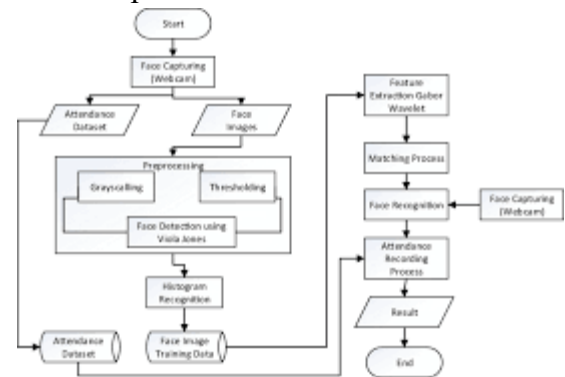 Start
Face Capturing
(Webcam)
Attendance
Dataset
Face
Images
Preprocessing
Grayscalling
Thresholding
Face Detection using
Viola Jones
Histogram
Recognition
Attendance
Dataset
Face Image
Training Data
Feature
Extraction Gabor
Wavelet
Matching Process
Face Recognition
Face Capturing
(Webcam)
Attendance
Recording
Process
Result
End